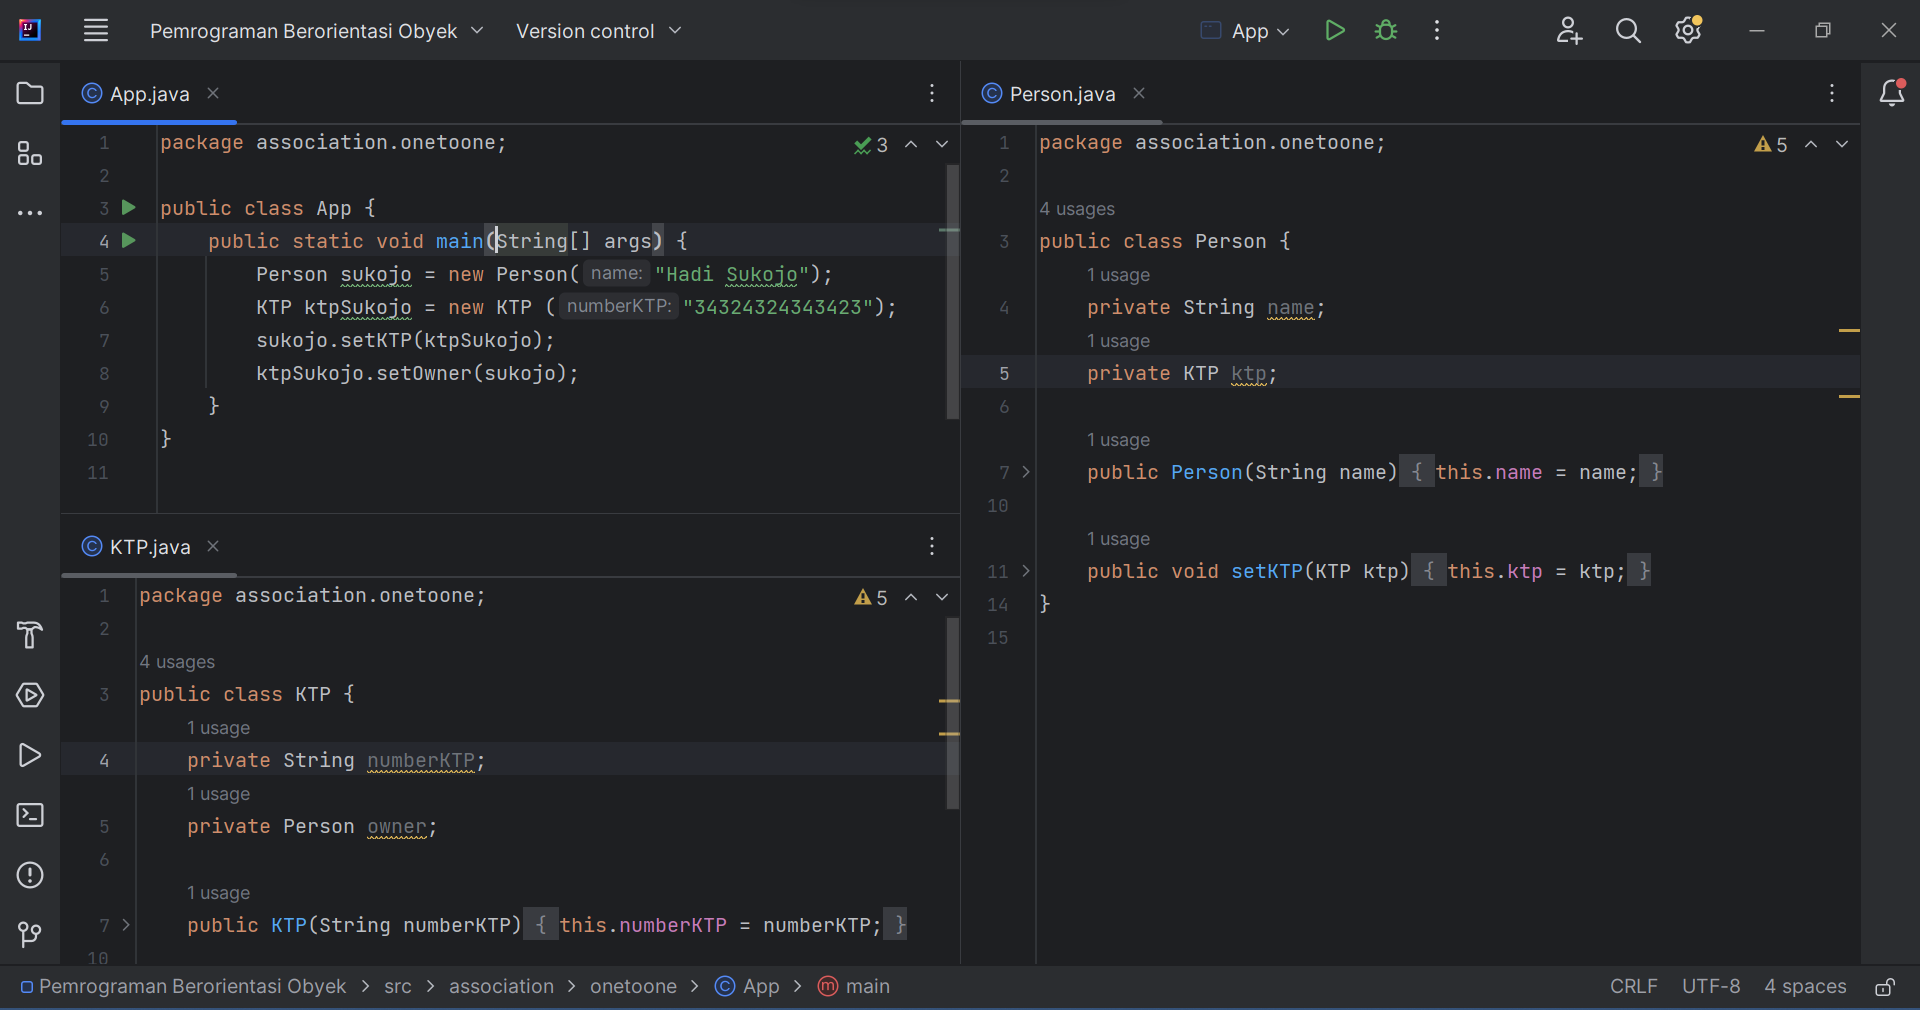 Pemrograman Berorientasi Obyek
Version control
App
App.java
3
1 package association.onetoone;
2
3 public class App {
4 public static void main(String[] args) {
5 Person sukojo = new Person( name: "Hadi Sukojo");
6 KTP ktpSukojo = new KTP ( numberKTP: "34324324343423");
7 sukojo.setKTP(ktpSukojo);
8 ktpSukojo.setOwner(sukojo);
9 }
10 }
11
KTP.java
5
1 package association.onetoone;
2
4 usages
3 public class KTP {
1 usage
4 private String numberKTP;
1 usage
5 private Person owner;
6
1 usage
7 public KTP(String numberKTP) { this.numberKTP = numberKTP; }
10
Person.java
5
1 package association.onetoone;
2
4 usages
3 public class Person {
1 usage
4 private String name;
1 usage
5 private KTP ktp;
6
1 usage
7 public Person(String name) { this.name = name; }
10
1 usage
11 public void setKTP(KTP ktp) { this.ktp = ktp; }
14 }
15
Pemrograman Berorientasi Obyek > src > association > onetoone > App > main
CRLF UTF-8 4 spaces